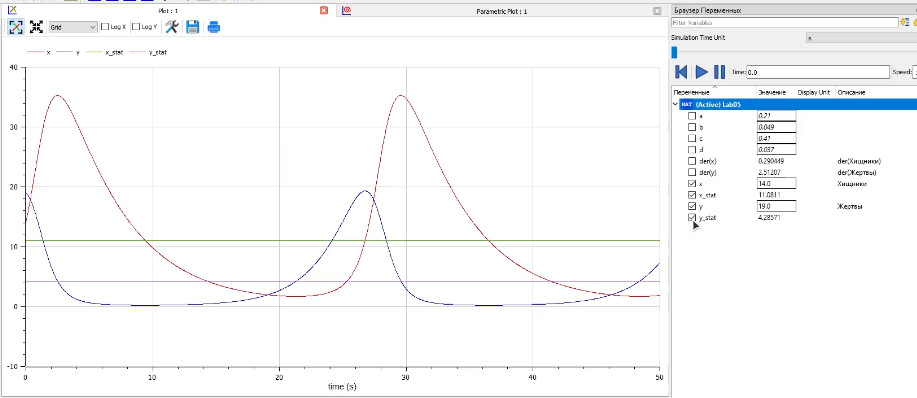 Plot : 1
Parametric Plot : 1
Браузер Переменных
Grid
Log X
Log Y
Filter Variables
Simulation Time Unit
s
Time: 0.0
Speed:
x
y
x_stat
y_stat
Переменные Значение Display Unit Описание
MAT (Active) Lab05
a 0.21
b 0.049
c 0.41
d 0.037
der(x) 0.290449 der(Хищники)
der(y) 2.51207 der(Жертвы)
x 14.0 Хищники
x_stat 11.0811
y 19.0 Жертвы
y_stat 4.28571
40
30
20
10
0
-10
0 10 20 30 40 50
time (s)